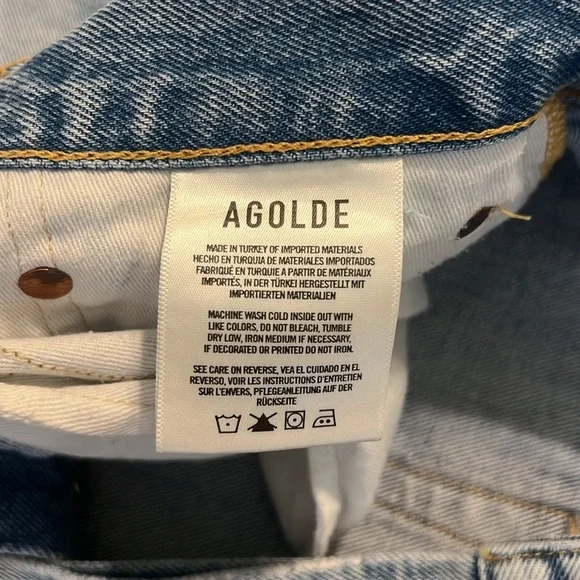 AGOLDE
MADE IN TURKEY OF IMPORTED MATERIALS
HECHO EN TURQUIA DE MATERIALES IMPORTADOS
FABRIQUÉ EN TURQUIE A PARTIR DE MATÉRIAUX
IMPORTÉS, IN DER TÜRKEI HERGESTELLT MIT
IMPORTIERTEN MATERIALIEN
MACHINE WASH COLD INSIDE OUT WITH
LIKE COLORS, DO NOT BLEACH, TUMBLE
DRY LOW, IRON MEDIUM IF NECESSARY,
IF DECORATED OR PRINTED DO NOT IRON.
SEE CARE ON REVERSE, VEA EL CUIDADO EN EL
REVERSO, VOIR LES INSTRUCTIONS D'ENTRETIEN
SUR L'ENVERS, PFLEGEANLEITUNG AUF DER
RÜCKSEITE